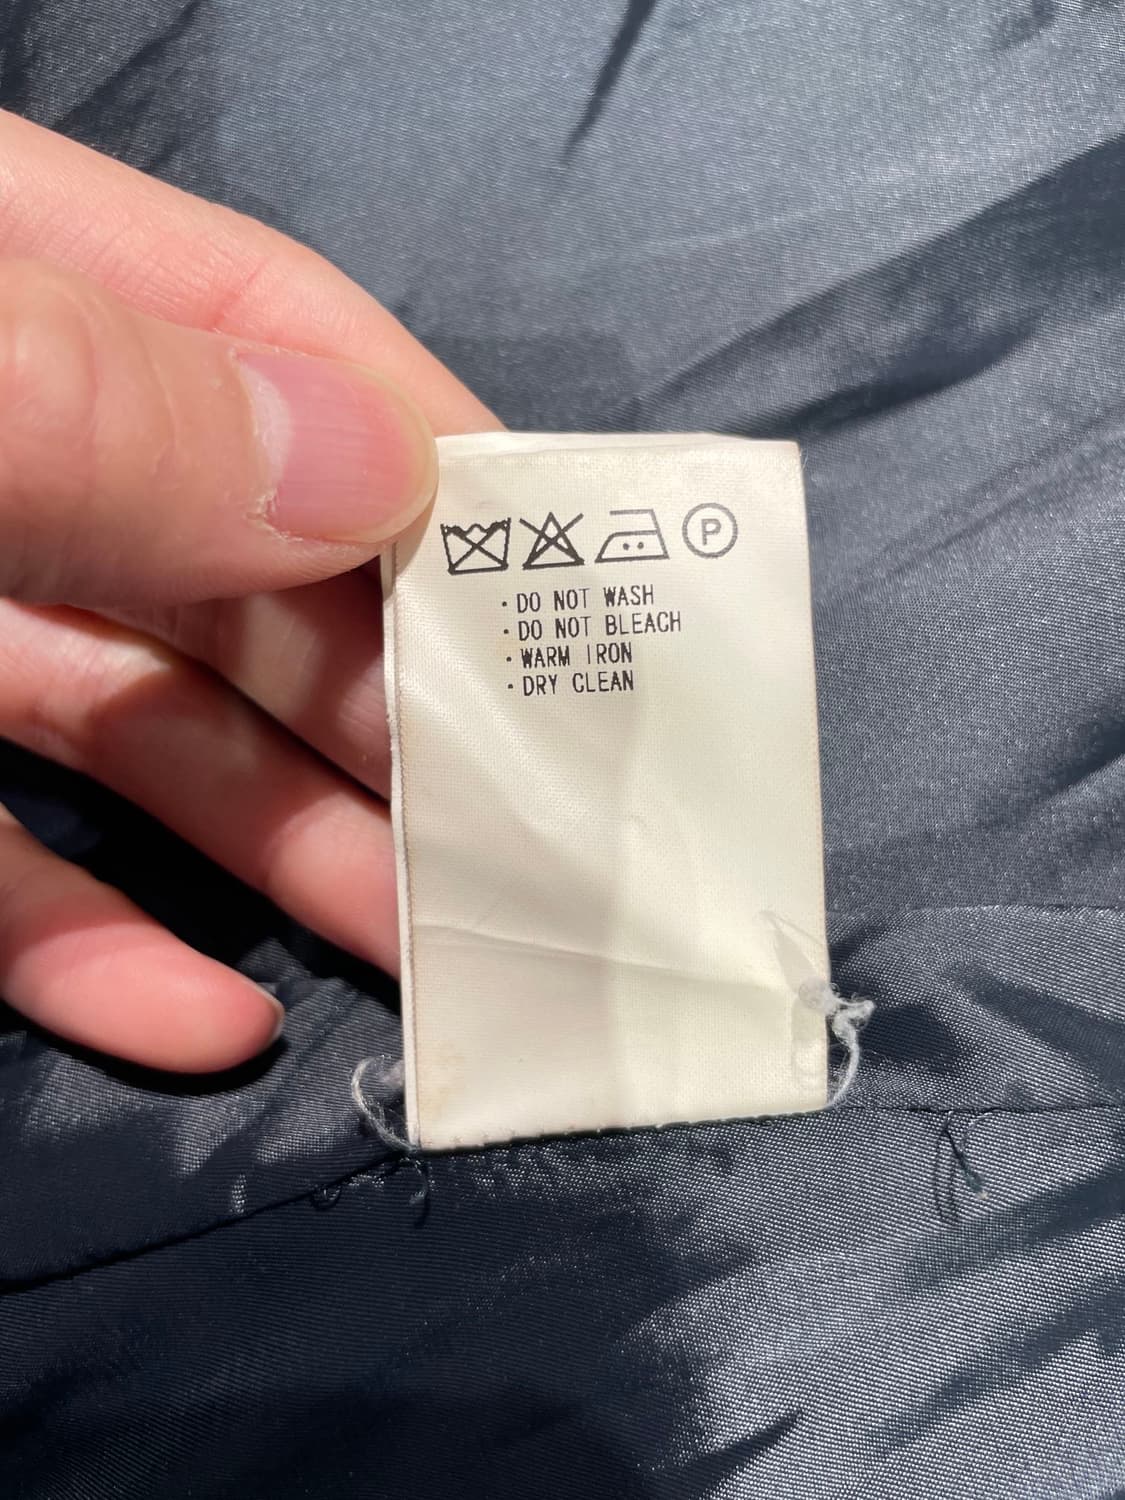 P
· DO NOT WASH
· DO NOT BLEACH
· WARM IRON
· DRY CLEAN